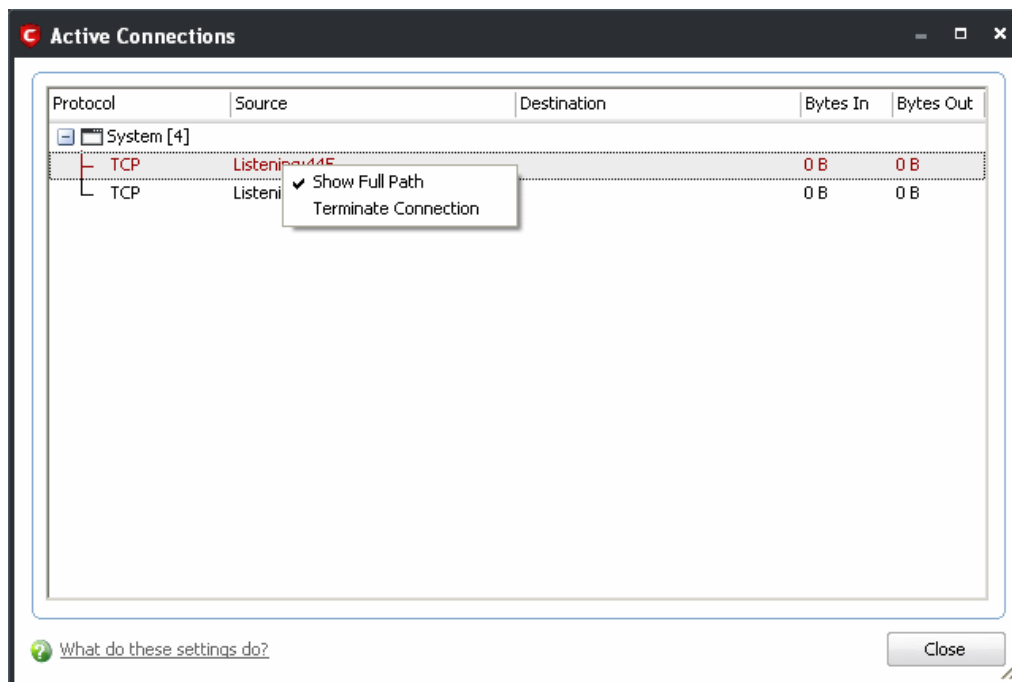 Active Connections
Protocol Source Destination Bytes In Bytes Out
System [4]
TCP 0 B 0 B
Show Full Path
TCP 0 B 0 B
Terminate Connection
What do these settings do?
Close